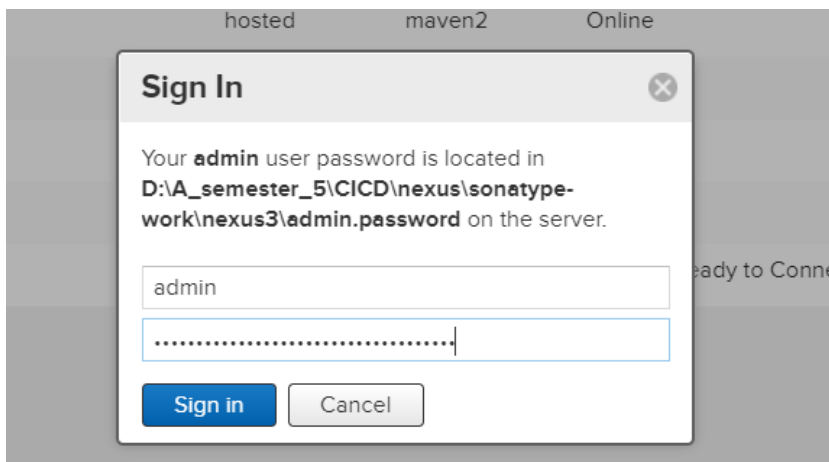 hosted maven2 Online
Sign In
Your admin user password is located in
D:\A_semester_5\CICD\nexus\sonatype-
work\nexus3\admin.password on the server.
admin
Sign in Cancel